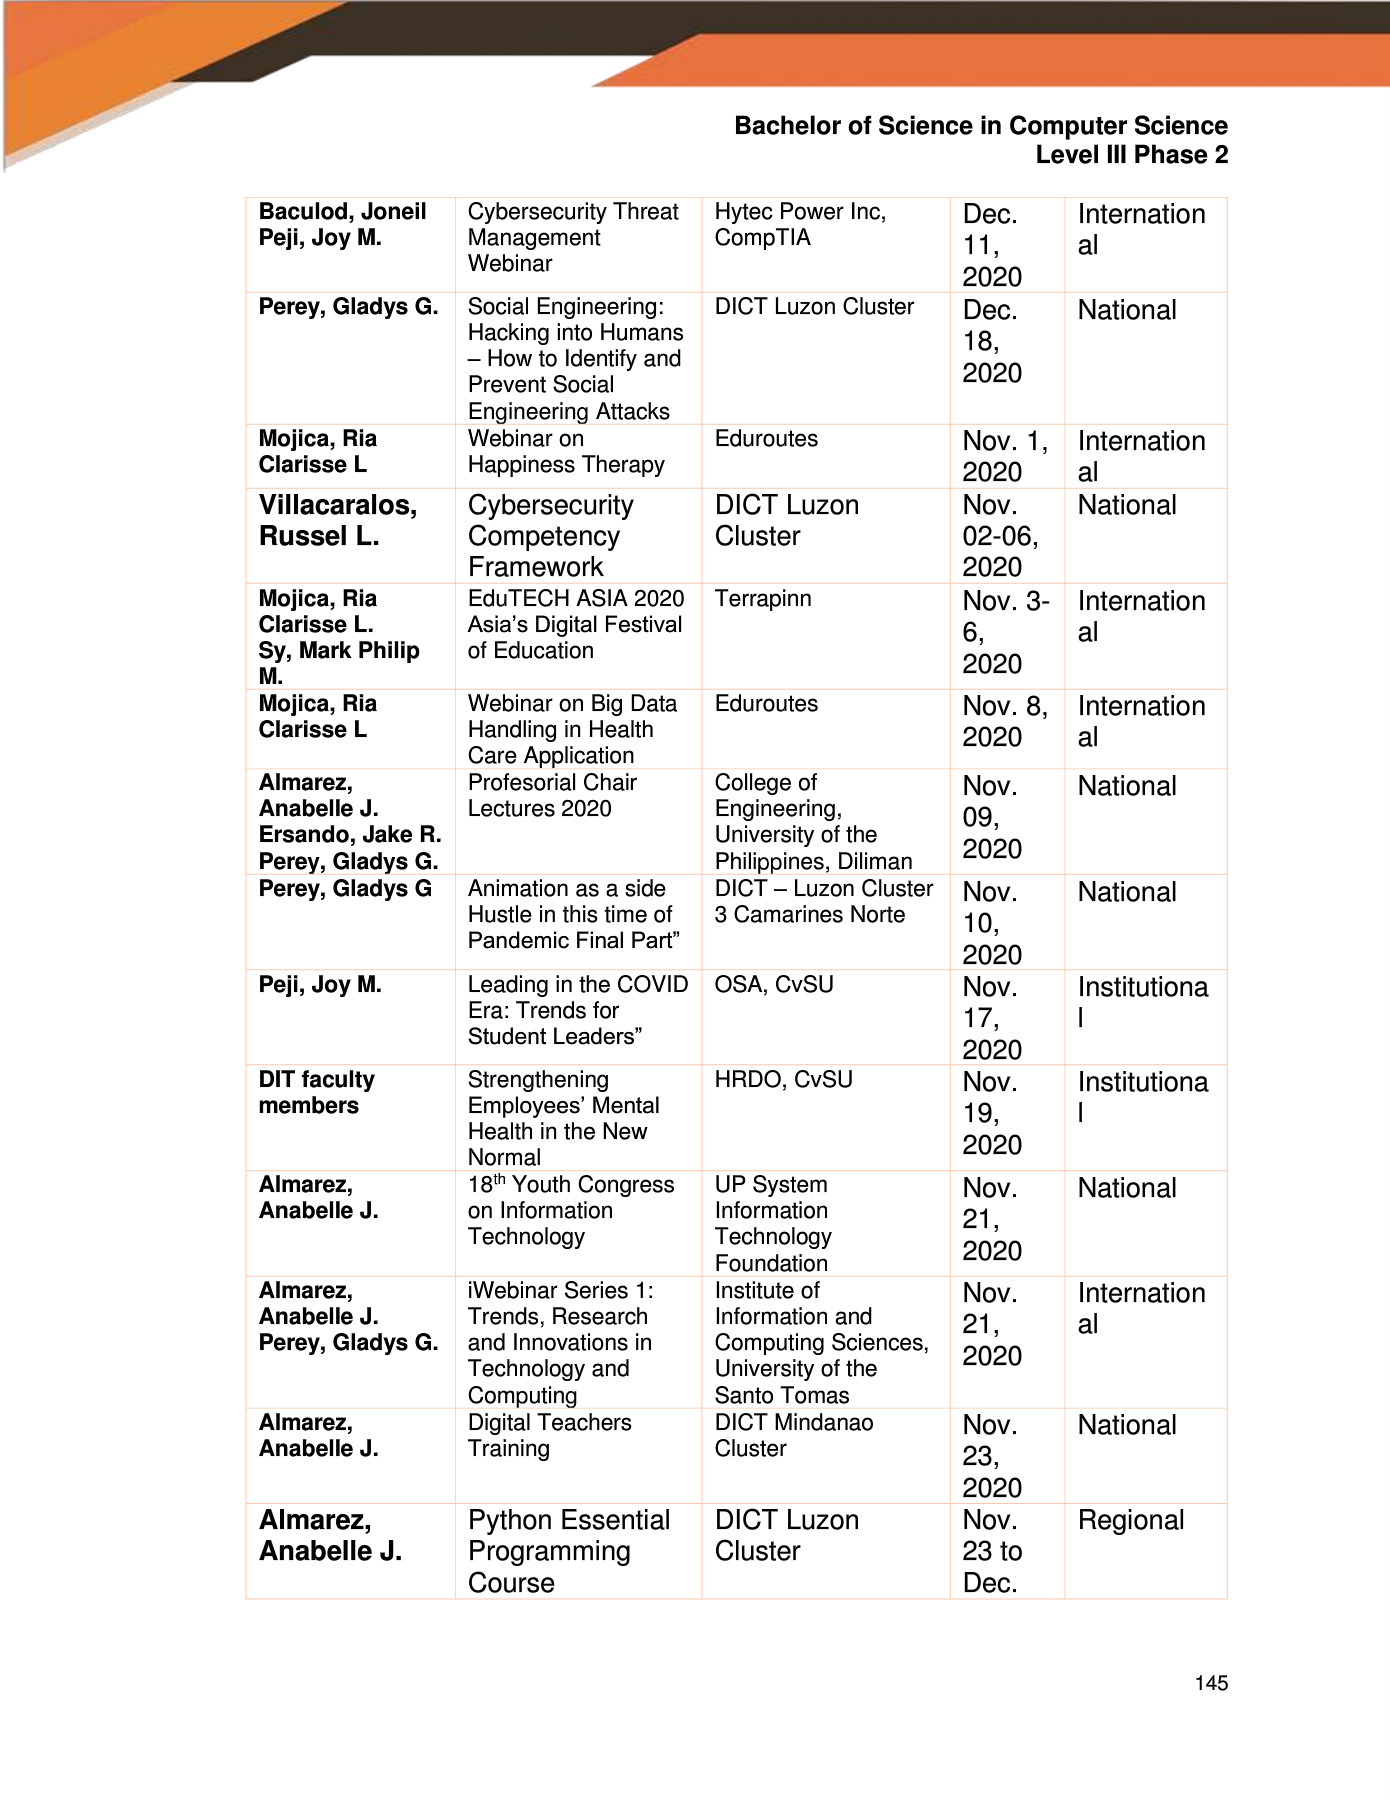 Bachelor of Science in Computer Science
Level III Phase 2
Baculod, Joneil
Peji, Joy M.
Cybersecurity Threat
Management
Webinar
Hytec Power Inc,
CompTIA
Dec.
11,
2020
Internation
al
Perey, Gladys G.
Social Engineering:
Hacking into Humans
– How to Identify and
Prevent Social
Engineering Attacks
DICT Luzon Cluster
Dec.
18,
2020
National
Mojica, Ria
Clarisse L
Webinar on
Happiness Therapy
Eduroutes
Nov. 1,
2020
Internation
al
Villacaralos,
Russel L.
Cybersecurity
Competency
Framework
DICT Luzon
Cluster
Nov.
02-06,
2020
National
Mojica, Ria
Clarisse L.
Sy, Mark Philip
M.
EduTECH ASIA 2020
Asia’s Digital Festival
of Education
Terrapinn
Nov. 3-
6,
2020
Internation
al
Mojica, Ria
Clarisse L
Webinar on Big Data
Handling in Health
Care Application
Eduroutes
Nov. 8,
2020
Internation
al
Almarez,
Anabelle J.
Ersando, Jake R.
Perey, Gladys G.
Profesorial Chair
Lectures 2020
College of
Engineering,
University of the
Philippines, Diliman
Nov.
09,
2020
National
Perey, Gladys G
Animation as a side
Hustle in this time of
Pandemic Final Part”
DICT – Luzon Cluster
3 Camarines Norte
Nov.
10,
2020
National
Peji, Joy M.
Leading in the COVID
Era: Trends for
Student Leaders”
OSA, CvSU
Nov.
17,
2020
Institutiona
l
DIT faculty
members
Strengthening
Employees’ Mental
Health in the New
Normal
HRDO, CvSU
Nov.
19,
2020
Institutiona
l
Almarez,
Anabelle J.
18th Youth Congress
on Information
Technology
UP System
Information
Technology
Foundation
Nov.
21,
2020
National
Almarez,
Anabelle J.
Perey, Gladys G.
iWebinar Series 1:
Trends, Research
and Innovations in
Technology and
Computing
Institute of
Information and
Computing Sciences,
University of the
Santo Tomas
Nov.
21,
2020
Internation
al
Almarez,
Anabelle J.
Digital Teachers
Training
DICT Mindanao
Cluster
Nov.
23,
2020
National
Almarez,
Anabelle J.
Python Essential
Programming
Course
DICT Luzon
Cluster
Nov.
23 to
Dec.
Regional
145